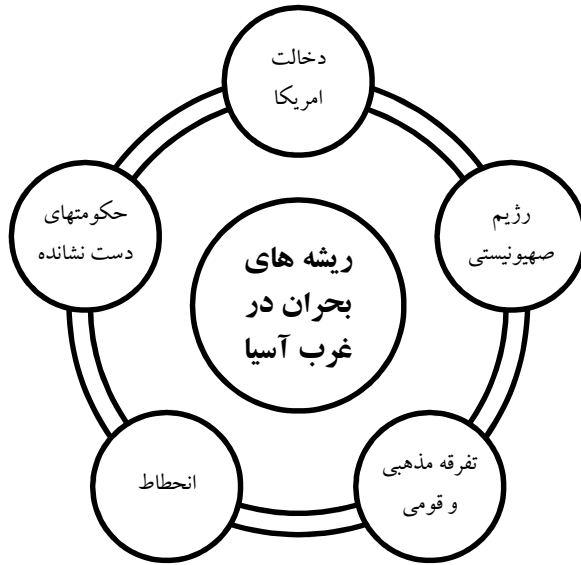 دخالت
امریکا
رژیم
صهیونیستی
تفرقه مذهبی
و قومی
انحطاط
حکومتهای
دست نشانده
ریشه های
بحران در
غرب آسیا